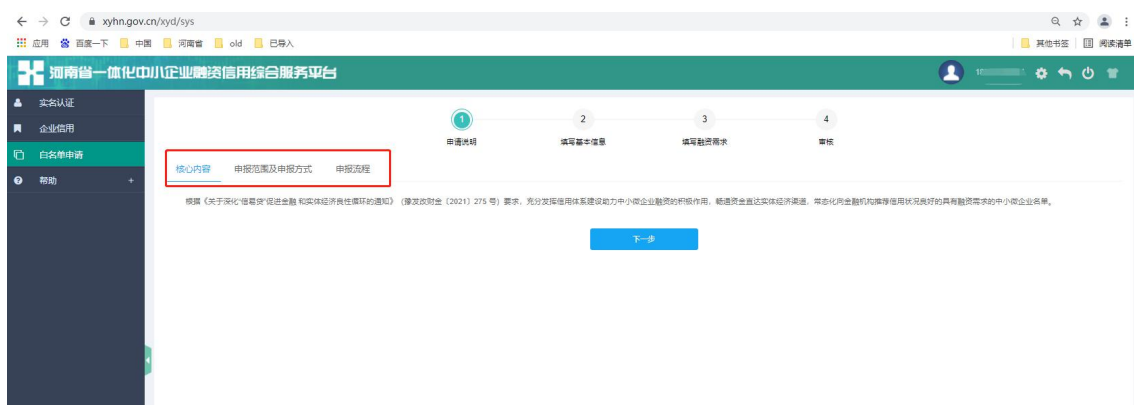 xyhn.gov.cn/xyd/sys
应用 百度一下 中国 河南省 old 已导入 其他书签 阅读清单
河南省一体化中小企业融资信用综合服务平台
实名认证
企业信用
白名单申请
帮助 +
1 2 3 4
申请说明 填写基本信息 填写融资需求 审核
核心内容 申报范围及申报方式 申报流程
根据《关于深化“信易贷”促进金融 和实体经济良性循环的通知》（豫发改财金〔2021〕275 号）要求，充分发挥信用体系建设助力中小微企业融资的积极作用，畅通资金直达实体经济渠道，常态化向金融机构推荐信用状况良好的具有融资需求的中小微企业名单。
下一步